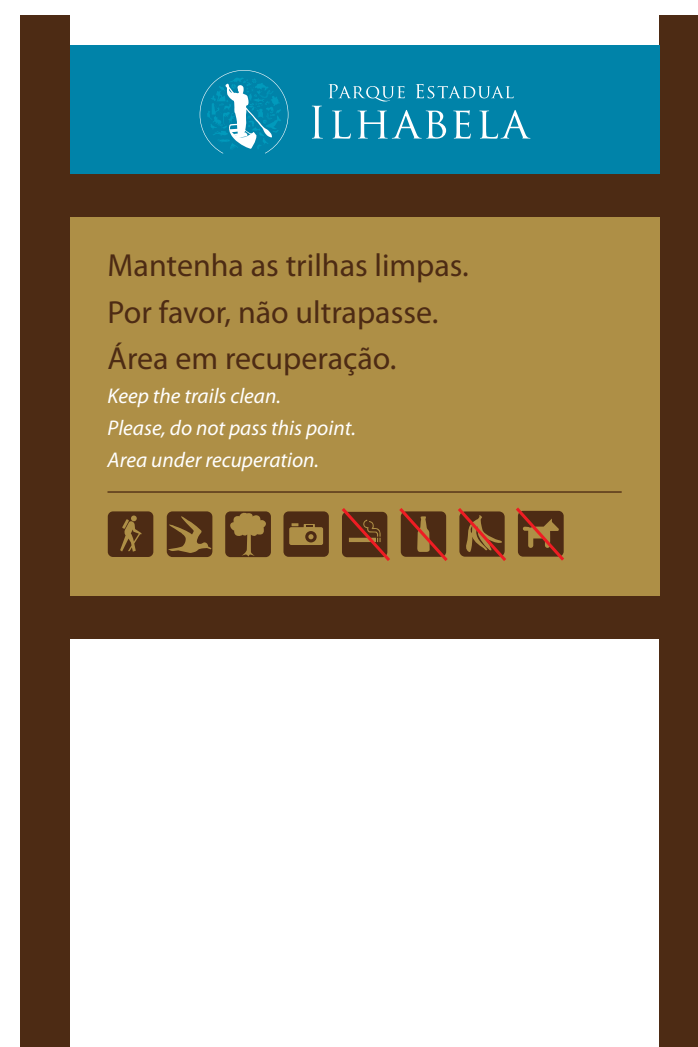 Parque Estadual
Ilhabela
Mantenha as trilhas limpas.
Por favor, não ultrapasse.
Área em recuperação.
Keep the trails clean.
Please, do not pass this point.
Area under recuperation.